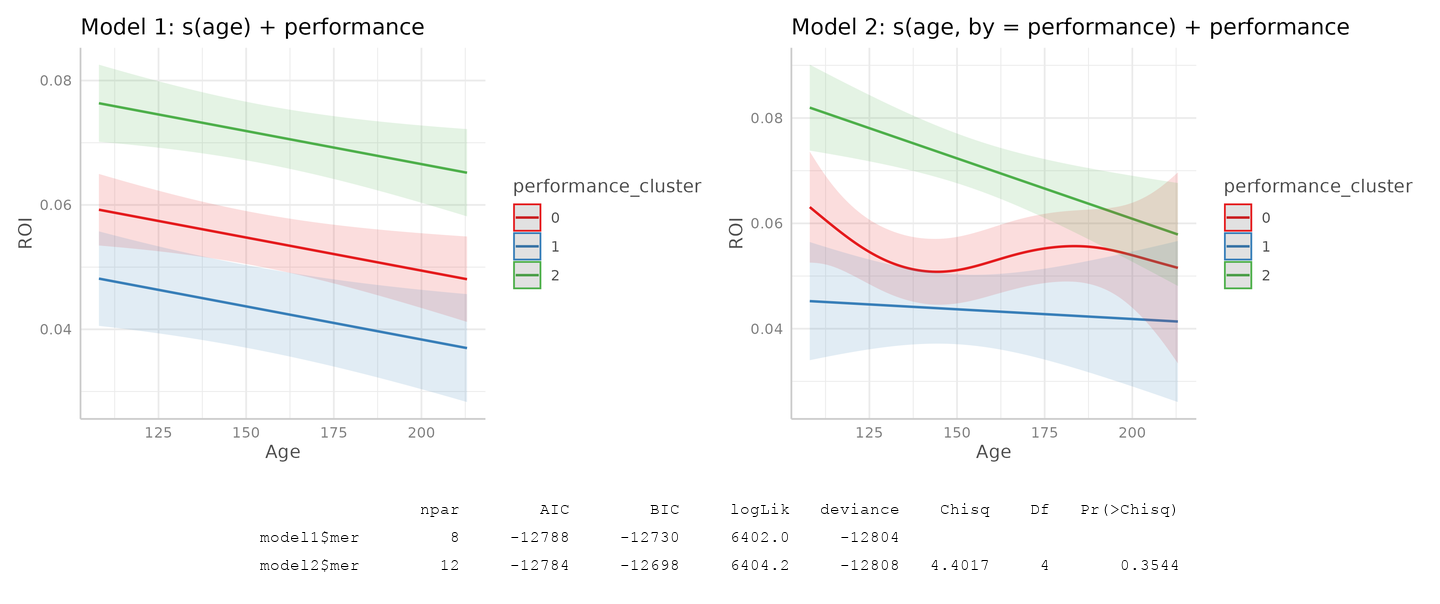 Model 1: s(age) + performance
0.08
0.06
0.04
ROI
125 150 175 200
Age
performance_cluster
0
1
2
Model 2: s(age, by = performance) + performance
0.08
0.06
0.04
ROI
125 150 175 200
Age
performance_cluster
0
1
2
npar AIC BIC logLik deviance Chisq Df Pr(>Chisq)
model1$mer 8 -12788 -12730 6402.0 -12804
model2$mer 12 -12784 -12698 6404.2 -12808 4.4017 4 0.3544